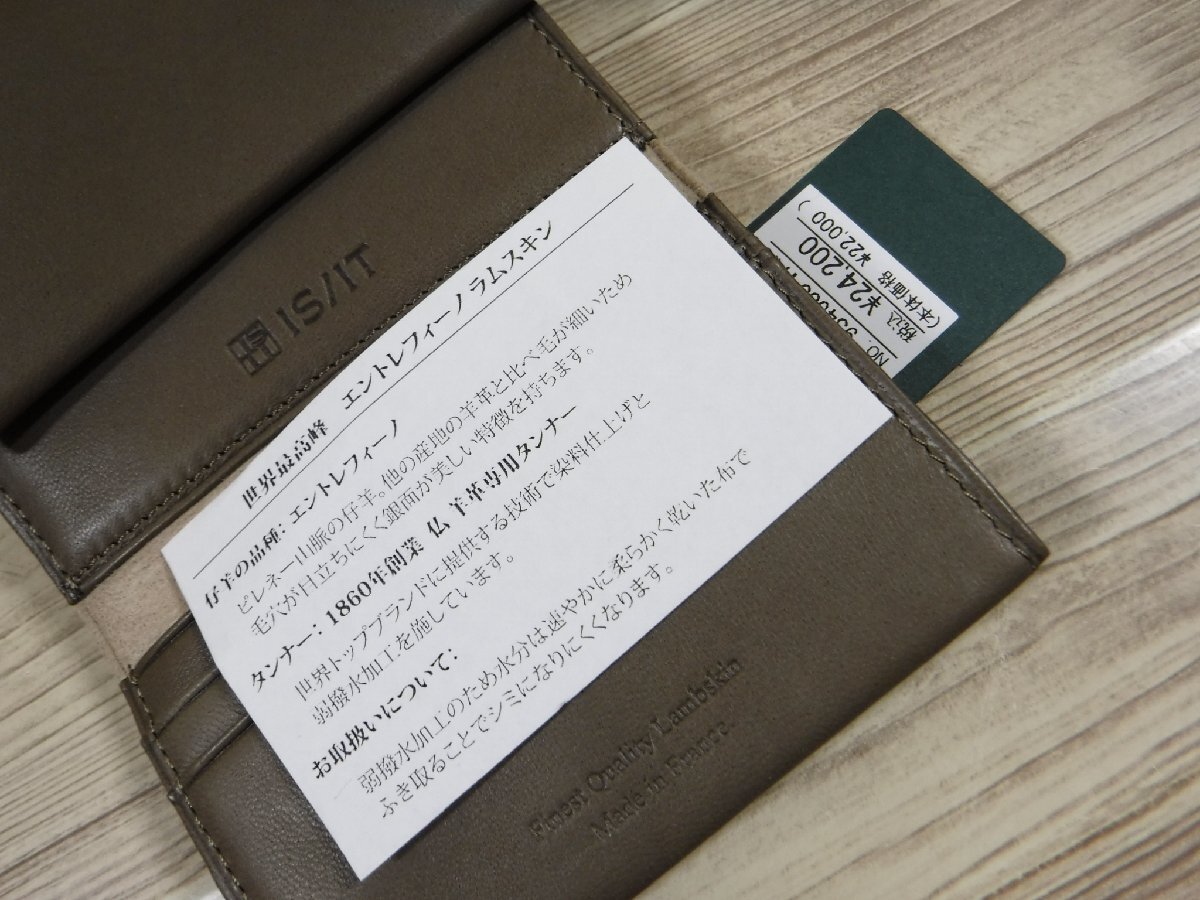 IS/IT
世界最高峰 エントレフィーノ ラムスキン
仔羊の品種: エントレフィーノ
ピレネー山脈の仔羊。他の産地の羊革と比べ毛が細いため
毛穴が目立ちにくく銀面が美しい特徴を持ちます。
タンナー: 1860年創業 仏 羊革専用タンナー
世界トップブランドに提供する技術で染料仕上げと
弱撥水加工を施しています。
お取扱いについて:
弱撥水加工のため水分は速やかに柔らかく乾いた布で
ふき取ることでシミになりにくくなります。
Finest Quality Lambskin
Made in France.
NO.
税込 ¥24,200
(本体価格 ¥22,000)